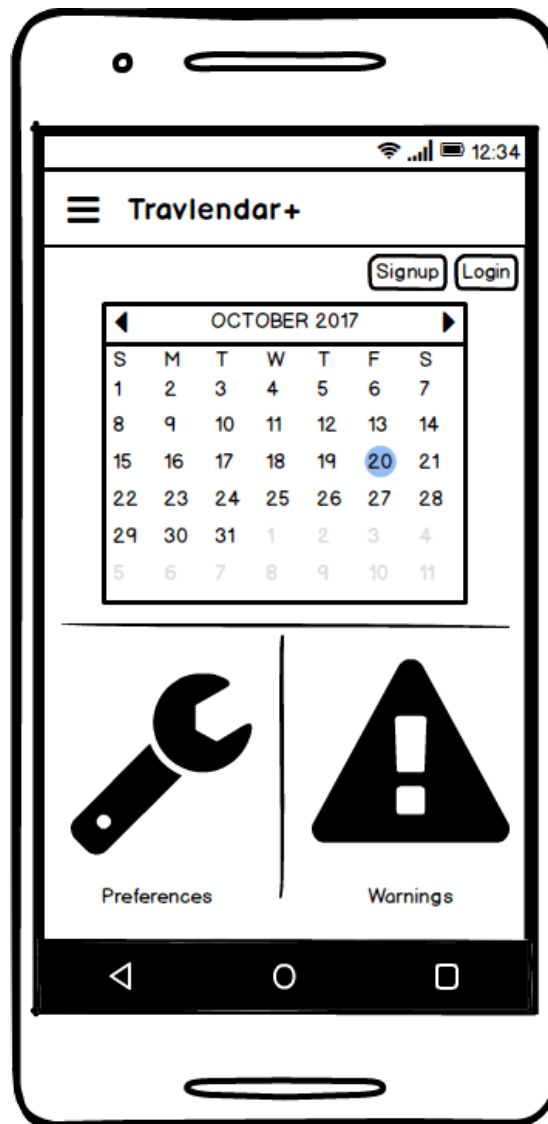 12:34
Travlendar+
Signup Login
OCTOBER 2017
S M T W T F S
1 2 3 4 5 6 7
8 9 10 11 12 13 14
15 16 17 18 19 20 21
22 23 24 25 26 27 28
29 30 31 1 2 3 4
5 6 7 8 9 10 11
Preferences Warnings